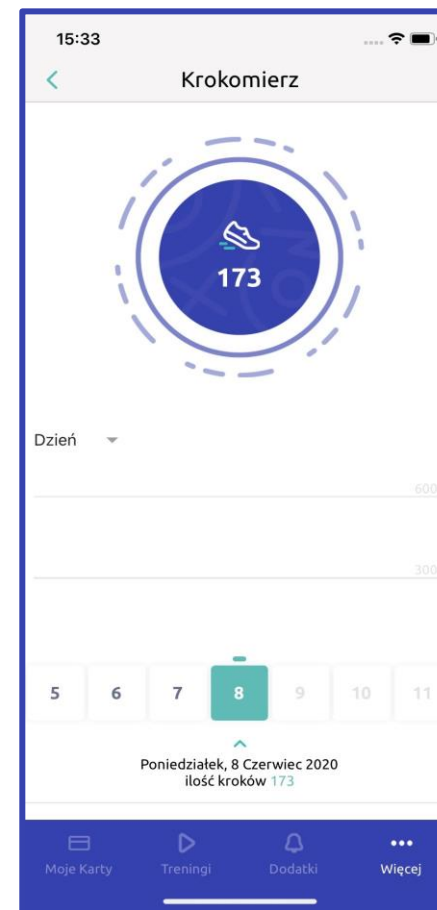 15:33
Krokomierz
173
Dzień
600
300
5 6 7 8 9 10 11
Poniedziałek, 8 Czerwiec 2020
ilość kroków 173
Moje Karty Treningi Dodatki Więcej